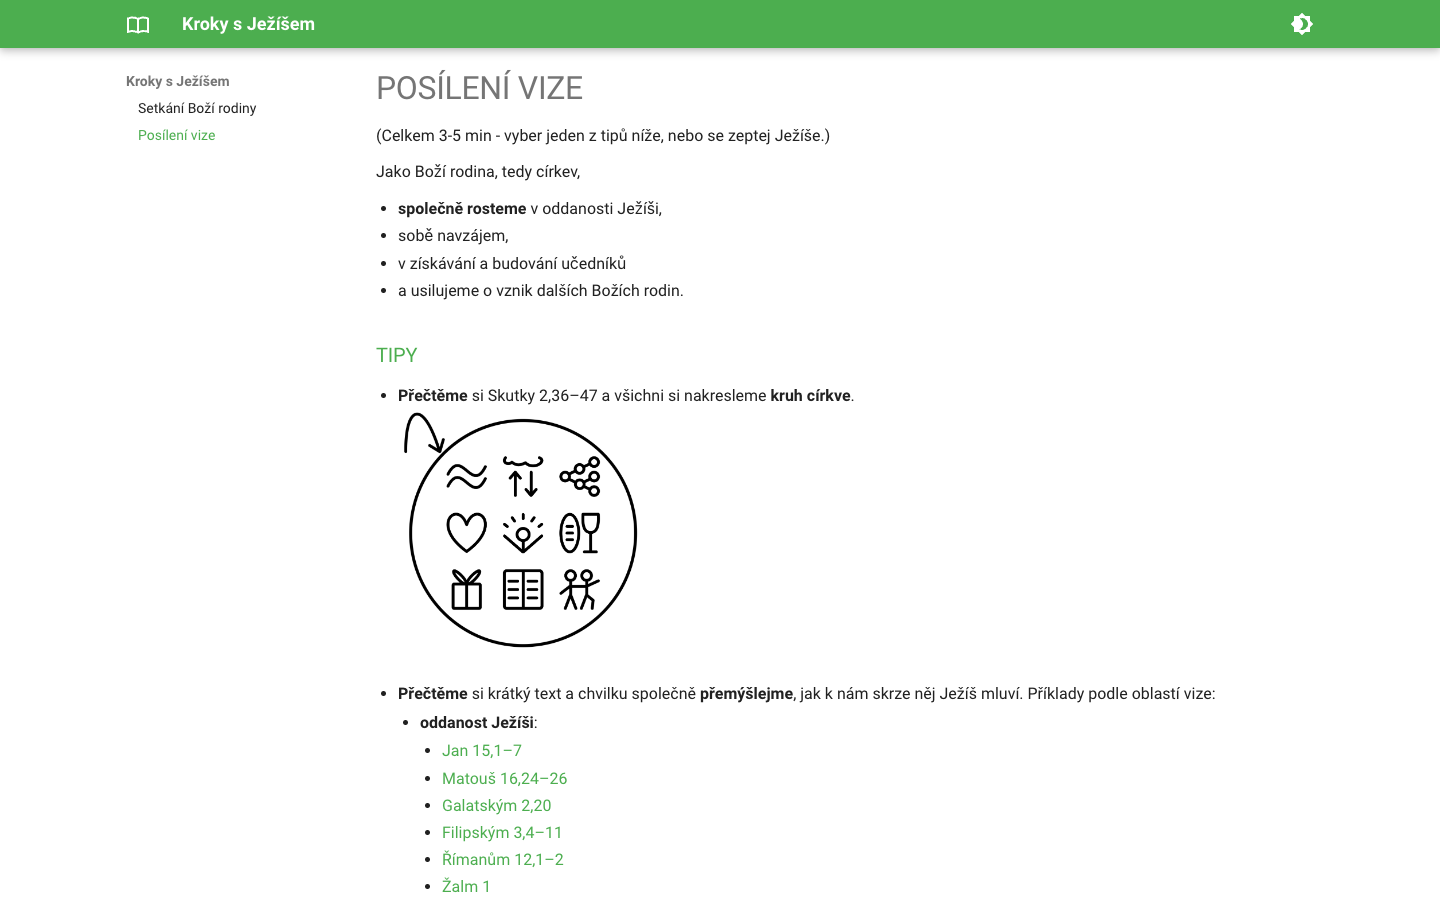 Kroky s Ježíšem
Kroky s Ježíšem
Setkání Boží rodiny
Posílení vize
POSÍLENÍ VIZE
(Celkem 3-5 min - vyber jeden z tipů níže, nebo se zeptej Ježíše.)
Jako Boží rodina, tedy církev,
společně rosteme v oddanosti Ježíši,
sobě navzájem,
v získávání a budování učedníků
a usilujeme o vznik dalších Božích rodin.
TIPY
Přečtěme si Skutky 2,36–47 a všichni si nakresleme kruh církve.
Přečtěme si krátký text a chvilku společně přemýšlejme, jak k nám skrze něj Ježíš mluví. Příklady podle oblastí vize:
oddanost Ježíši:
Jan 15,1–7
Matouš 16,24–26
Galatským 2,20
Filipským 3,4–11
Římanům 12,1–2
Žalm 1